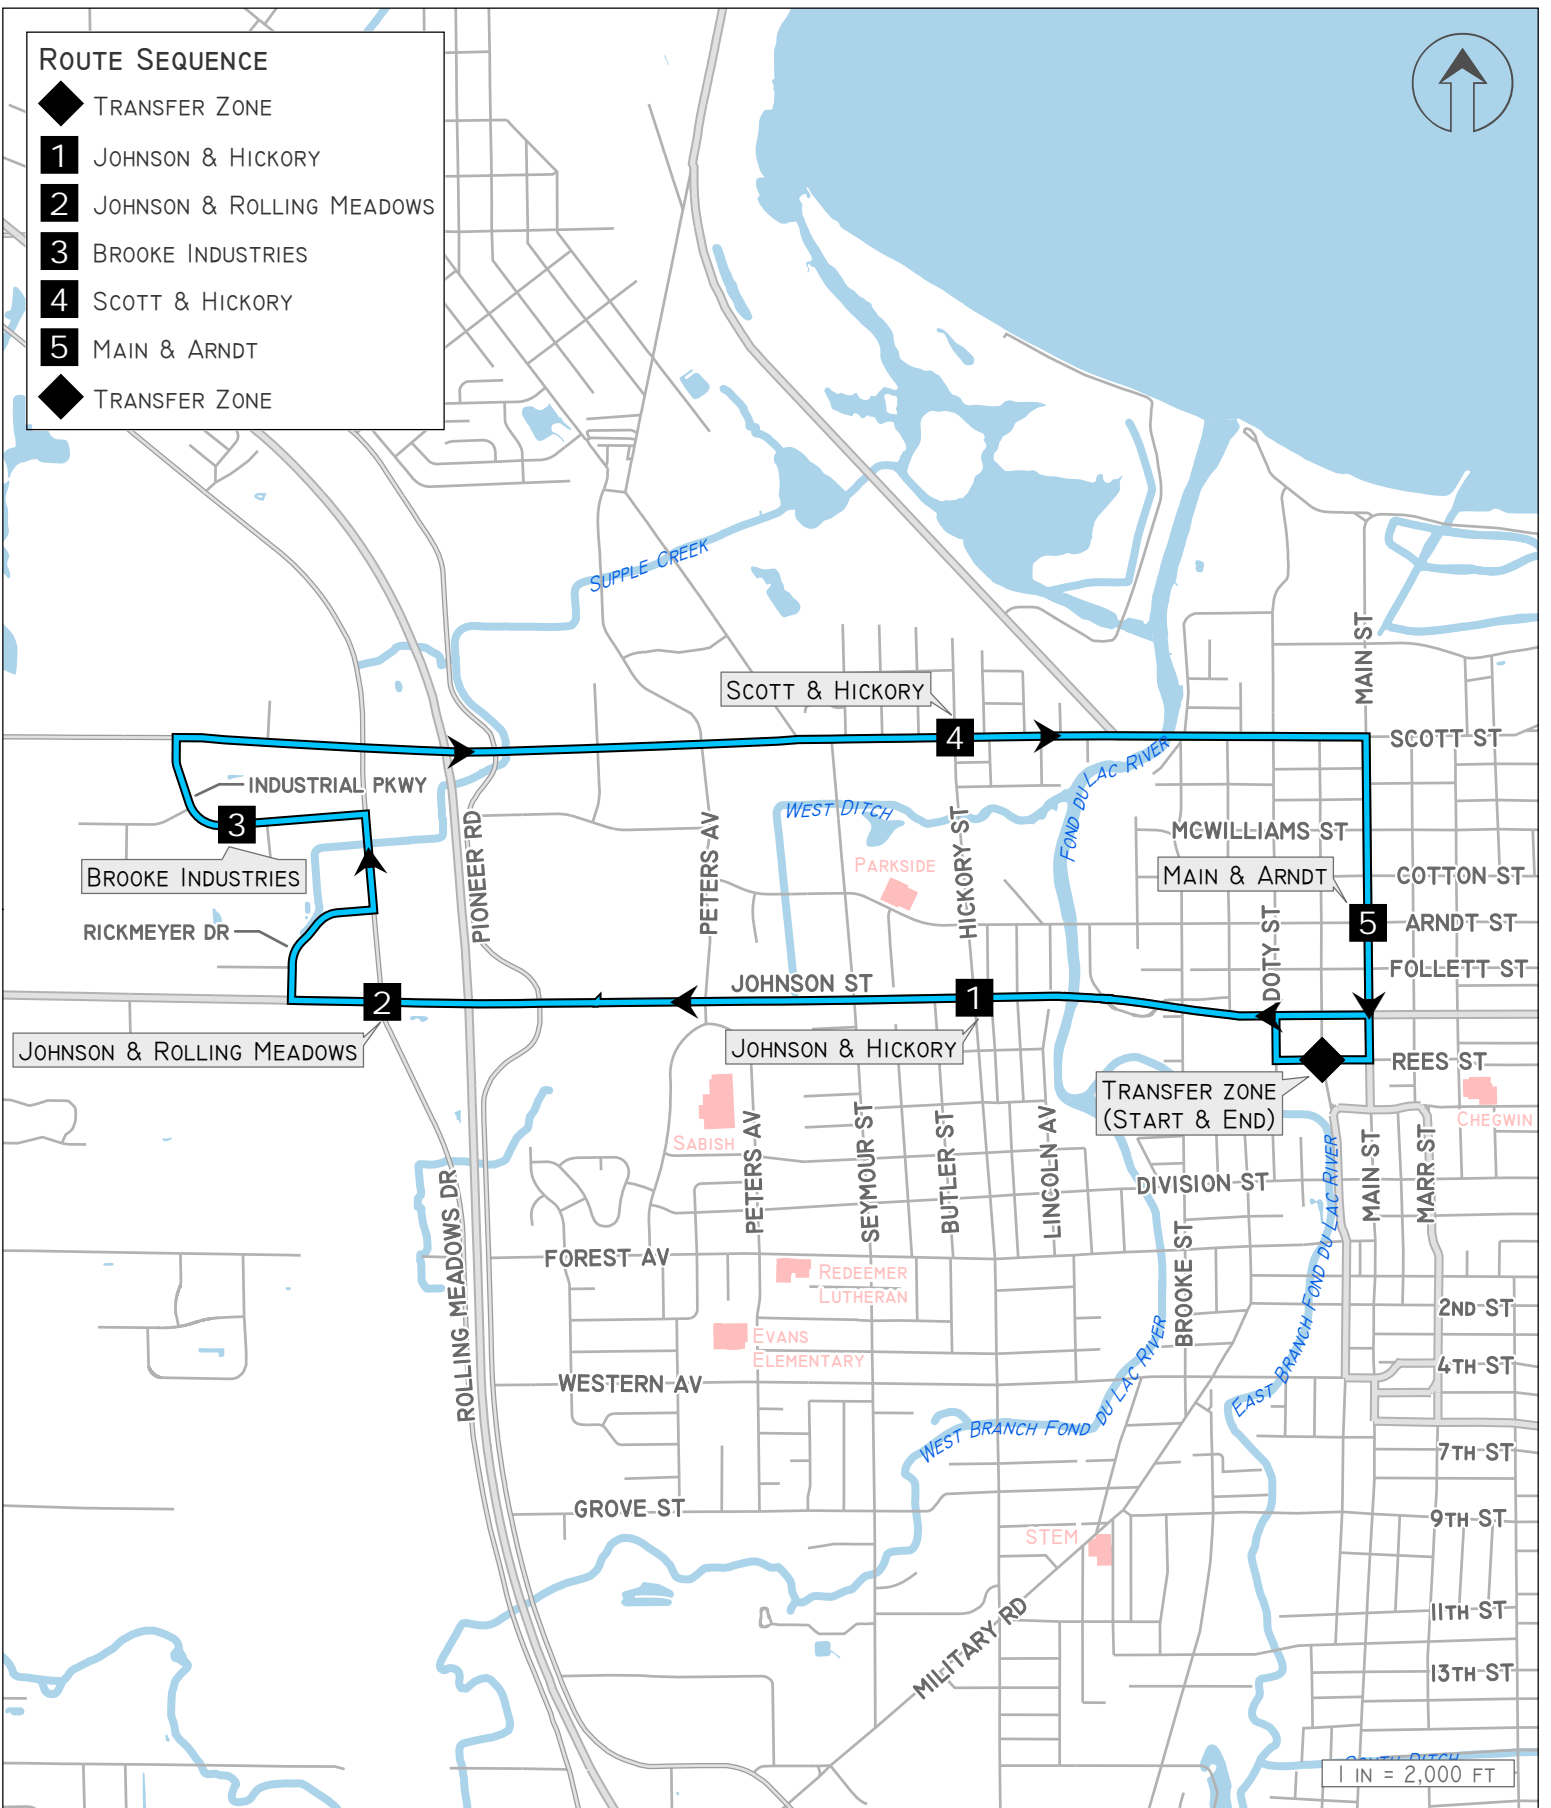 Route Sequence
Transfer Zone
1 Johnson & Hickory
2 Johnson & Rolling Meadows
3 Brooke Industries
4 Scott & Hickory
5 Main & Arndt
Transfer Zone
Supple Creek
MAIN ST
Scott & Hickory
4
SCOTT ST
INDUSTRIAL PKWY
Fond du Lac River
West Ditch
3
PIONEER RD
PETERS AV
HICKORY ST
MCWILLIAMS ST
Parkside
Brooke Industries
Main & Arndt
COTTON ST
RICKMEYER DR
DOTY ST
5
ARNDT ST
FOLLETT ST
JOHNSON ST
2
1
Johnson & Rolling Meadows
Johnson & Hickory
REES ST
Transfer zone
(Start & End)
Chegwin
Sabish
PETERS AV
SEYMOUR ST
BUTLER ST
LINCOLN AV
DIVISION ST
MAIN ST
MARR ST
ROLLING MEADOWS DR
FOREST AV
Redeemer
Lutheran
BROOKE ST
East Branch Fond du Lac River
2ND ST
Evans
Elementary
4TH ST
WESTERN AV
West Branch Fond du Lac River
7TH ST
GROVE ST
9TH ST
STEM
11TH ST
MILITARY RD
13TH ST
South Ditch
1 in = 2,000 ft